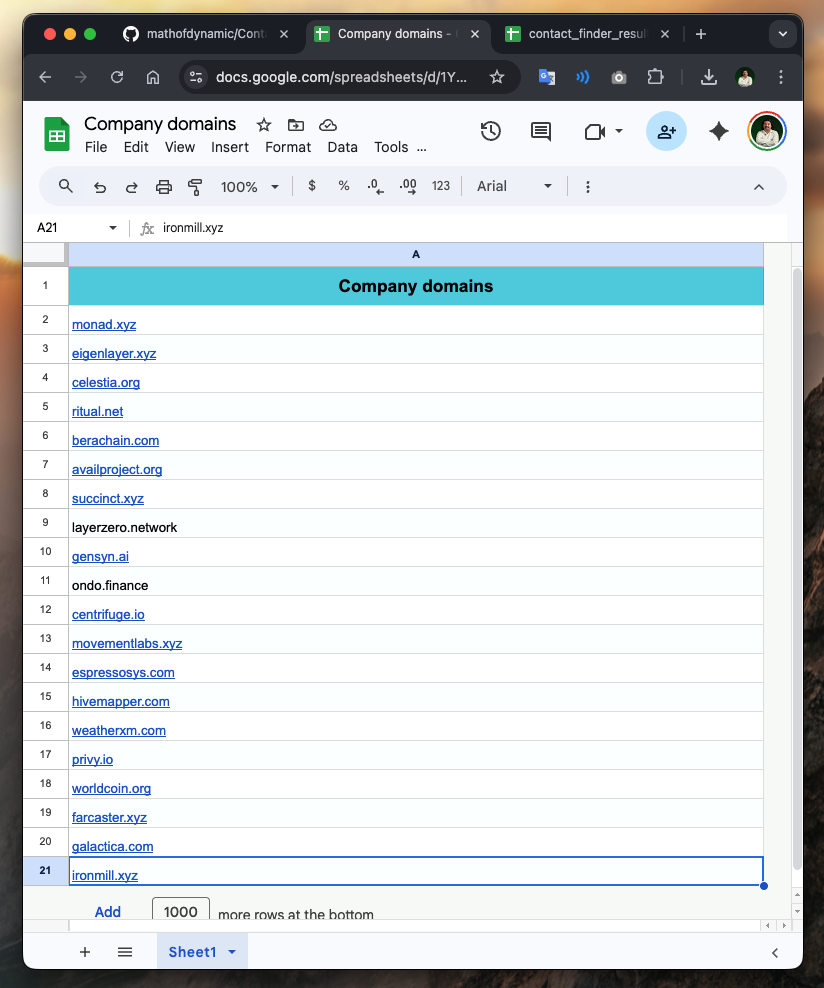 mathofdynamic/Cont
Company domains -
contact_finder_resul
docs.google.com/spreadsheets/d/1Y...
Company domains
File Edit View Insert Format Data Tools ...
100% $ % .0 .00 123 Arial
A21 fx ironmill.xyz
A
1 Company domains
2 monad.xyz
3 eigenlayer.xyz
4 celestia.org
5 ritual.net
6 berachain.com
7 availproject.org
8 succinct.xyz
9 layerzero.network
10 gensyn.ai
11 ondo.finance
12 centrifuge.io
13 movementlabs.xyz
14 espressosys.com
15 hivemapper.com
16 weatherxm.com
17 privy.io
18 worldcoin.org
19 farcaster.xyz
20 galactica.com
21 ironmill.xyz
Add 1000 more rows at the bottom
Sheet1